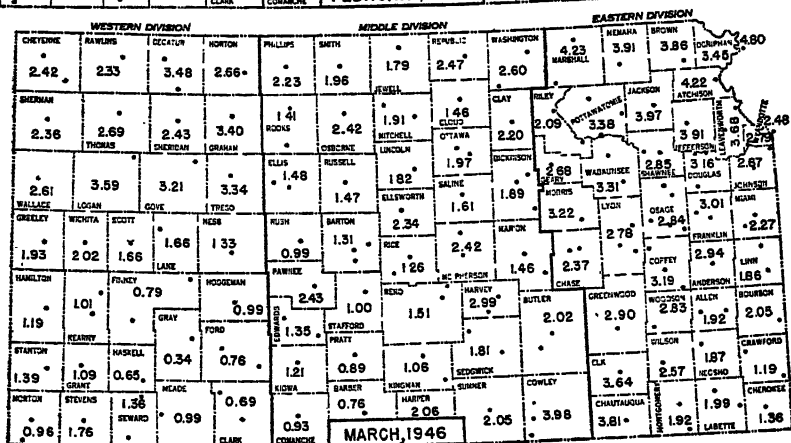 CLARK COMANCHE
WESTERN DIVISION MIDDLE DIVISION EASTERN DIVISION
CHEYENNE RAWLINS DECATUR NORTON PHILLIPS SMITH JEWELL REPUBLIC WASHINGTON MARSHALL NEMAHA BROWN DONIPHAN
2.42 2.33 3.48 2.66 2.23 1.96 1.79 2.47 2.60 4.23 3.91 3.86 3.45 4.80
SHERMAN THOMAS SHERIDAN GRAHAM ROOKS OSBORNE MITCHELL CLOUD CLAY RILEY POTTAWATOMIE JACKSON ATCHISON
2.36 2.69 2.43 3.40 1.41 2.42 1.91 1.46 2.20 2.09 3.38 3.97 4.22
OTTAWA JEFFERSON LEAVENWORTH WYANDOTTE
1.97 3.91 3.68 2.48
WALLACE LOGAN GOVE TREGO ELLIS RUSSELL LINCOLN DICKINSON GEARY WABAUNSEE SHAWNEE DOUGLAS JOHNSON
2.61 3.59 3.21 3.34 1.48 1.47 1.82 1.89 2.68 3.31 2.85 3.16 2.67
ELLSWORTH SALINE MORRIS LYON OSAGE FRANKLIN MIAMI
2.34 1.61 3.22 2.78 2.84 3.01 2.27
GREELEY WICHITA SCOTT LANE NESS RUSH BARTON RICE MC PHERSON MARION CHASE COFFEY ANDERSON LINN
1.93 2.02 1.66 1.66 1.33 0.99 1.31 1.26 2.42 1.46 2.37 3.19 2.94 1.86
HAMILTON KEARNY FINNEY HODGEMAN PAWNEE STAFFORD RENO HARVEY BUTLER GREENWOOD WOODSON ALLEN BOURBON
1.19 1.01 0.79 0.99 2.43 1.00 1.51 2.99 2.02 2.90 2.83 1.92 2.05
GRAY FORD EDWARDS
0.34 0.76 1.35
STANTON GRANT HASKELL KIOWA PRATT KINGMAN SEDGWICK ELK WILSON NEOSHO CRAWFORD
1.39 1.09 0.65 1.21 0.89 1.06 1.81 3.64 2.57 1.87 1.19
MORTON STEVENS SEWARD MEADE CLARK COMANCHE BARBER HARPER SUMNER COWLEY CHAUTAUQUA MONTGOMERY LABETTE CHEROKEE
0.96 1.76 1.36 0.99 0.69 0.93 0.76 2.06 2.05 3.98 3.81 1.92 1.99 1.36
MARCH, 1946